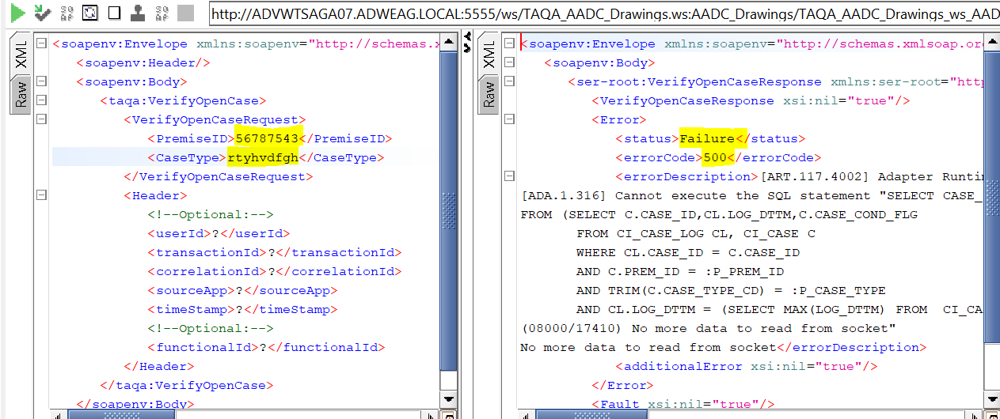 http://ADVWTSAGA07.ADWEAG.LOCAL:5555/ws/TAQA_AADC_Drawings.ws:AADC_Drawings/TAQA_AADC_Drawings_ws_AAD
XML
Raw
<soapenv:Envelope xmlns:soapenv="http://schemas.x
<soapenv:Header/>
<soapenv:Body>
<taqa:VerifyOpenCase>
<VerifyOpenCaseRequest>
<PremiseID>56787543</PremiseID>
<CaseType>rtyhvdfgh</CaseType>
</VerifyOpenCaseRequest>
<Header>
<!--Optional:-->
<userId>?</userId>
<transactionId>?</transactionId>
<correlationId>?</correlationId>
<sourceApp>?</sourceApp>
<timeStamp>?</timeStamp>
<!--Optional:-->
<functionalId>?</functionalId>
</Header>
</taqa:VerifyOpenCase>
</soapenv:Body>
XML
Raw
<soapenv:Envelope xmlns:soapenv="http://schemas.xmlsoap.or
<soapenv:Body>
<ser-root:VerifyOpenCaseResponse xmlns:ser-root="http
<VerifyOpenCaseResponse xsi:nil="true"/>
<Error>
<status>Failure</status>
<errorCode>500</errorCode>
<errorDescription>[ART.117.4002] Adapter Runtin
[ADA.1.316] Cannot execute the SQL statement "SELECT CASE_
FROM (SELECT C.CASE_ID,CL.LOG_DTTM,C.CASE_COND_FLG
FROM CI_CASE_LOG CL, CI_CASE C
WHERE CL.CASE_ID = C.CASE_ID
AND C.PREM_ID = :P_PREM_ID
AND TRIM(C.CASE_TYPE_CD) = :P_CASE_TYPE
AND CL.LOG_DTTM = (SELECT MAX(LOG_DTTM) FROM CI_CA
(08000/17410) No more data to read from socket"
No more data to read from socket</errorDescription>
<additionalError xsi:nil="true"/>
</Error>
<Fault xsi:nil="true"/>